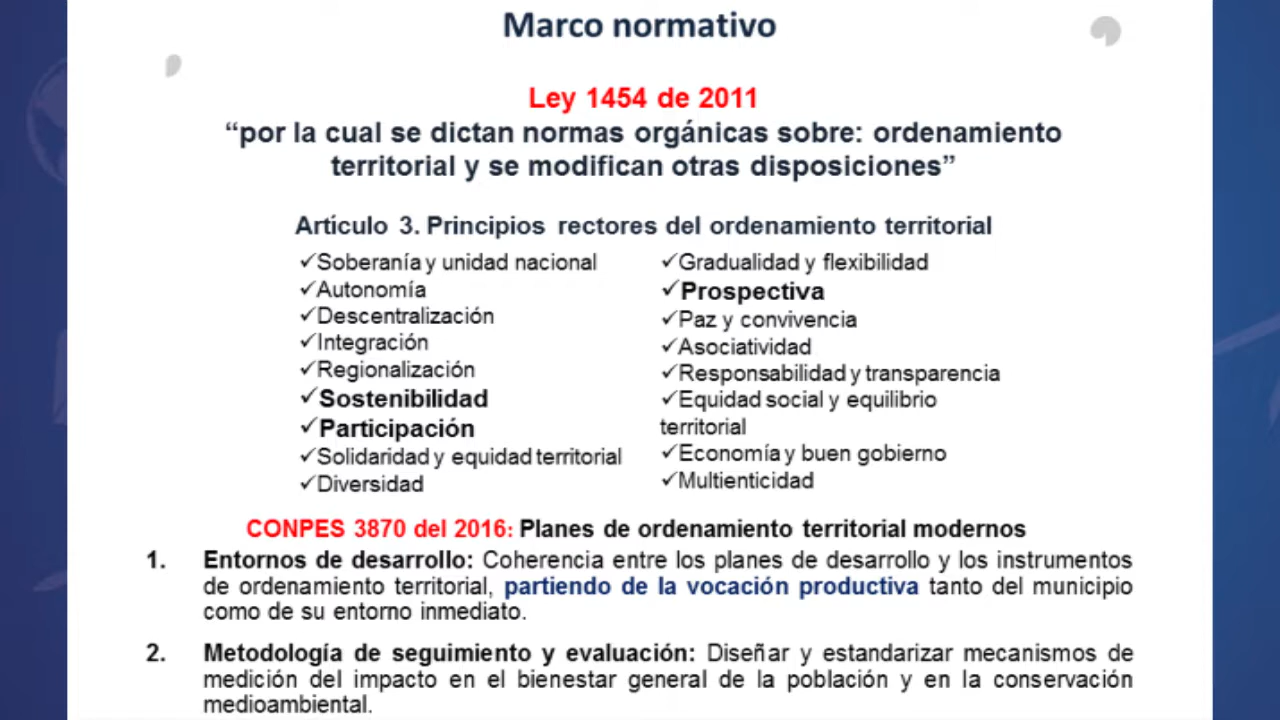 Marco normativo
Ley 1454 de 2011
“por la cual se dictan normas orgánicas sobre: ordenamiento
territorial y se modifican otras disposiciones”
Artículo 3. Principios rectores del ordenamiento territorial
✓Soberanía y unidad nacional
✓Autonomía
✓Descentralización
✓Integración
✓Regionalización
✓Sostenibilidad
✓Participación
✓Solidaridad y equidad territorial
✓Diversidad
✓Gradualidad y flexibilidad
✓Prospectiva
✓Paz y convivencia
✓Asociatividad
✓Responsabilidad y transparencia
✓Equidad social y equilibrio
territorial
✓Economía y buen gobierno
✓Multienticidad
CONPES 3870 del 2016: Planes de ordenamiento territorial modernos
1. Entornos de desarrollo: Coherencia entre los planes de desarrollo y los instrumentos
de ordenamiento territorial, partiendo de la vocación productiva tanto del municipio
como de su entorno inmediato.
2. Metodología de seguimiento y evaluación: Diseñar y estandarizar mecanismos de
medición del impacto en el bienestar general de la población y en la conservación
medioambiental.